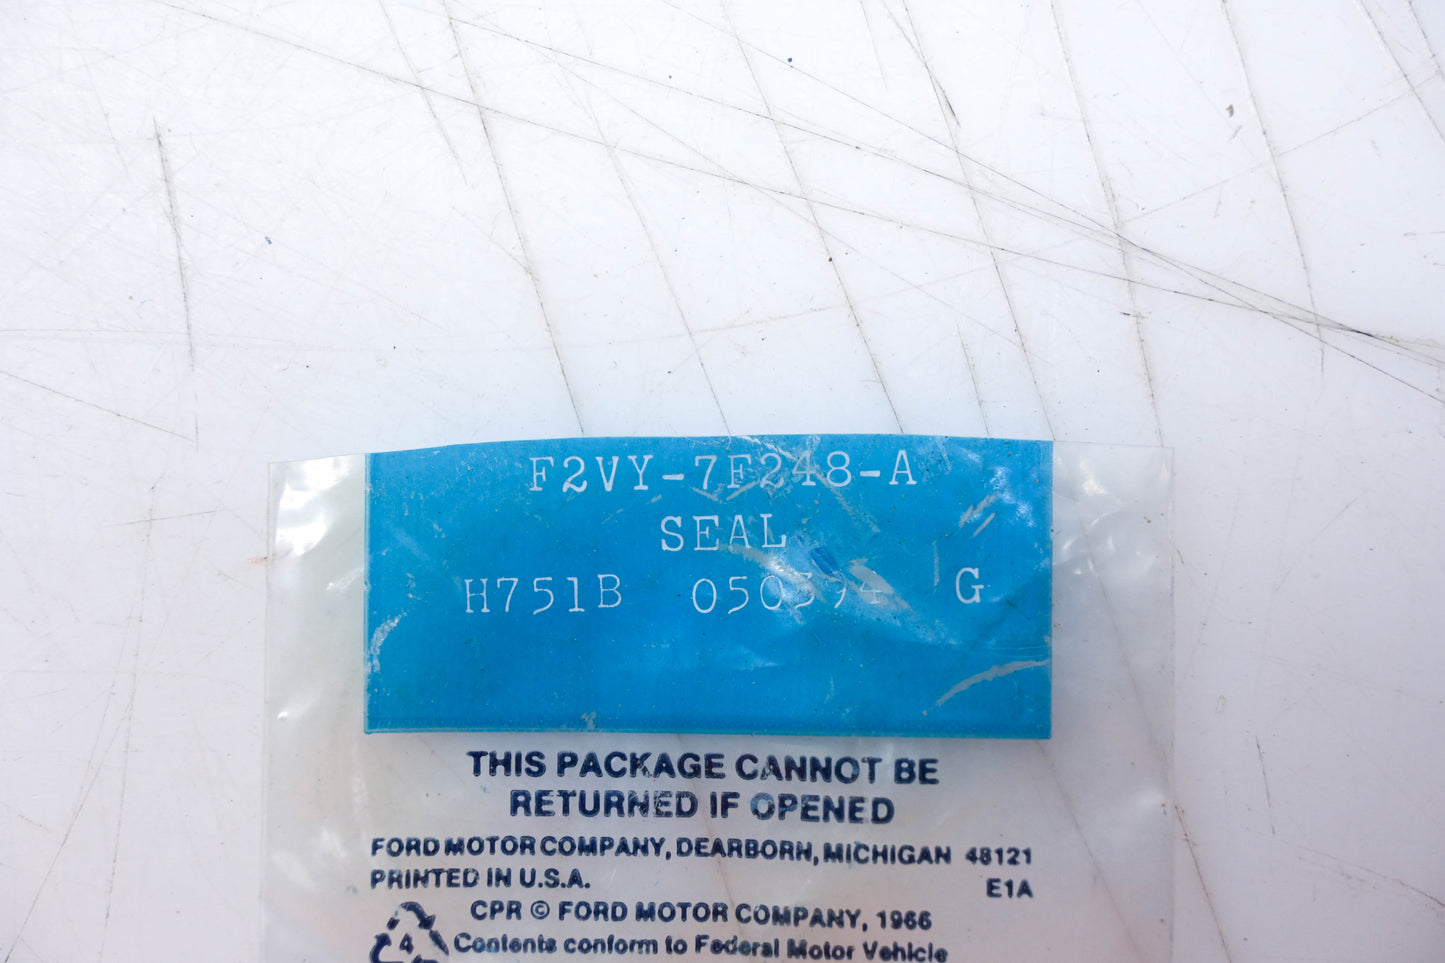 F2VY-7F248-A
SEAL
H751B 050394 G
THIS PACKAGE CANNOT BE
RETURNED IF OPENED
FORD MOTOR COMPANY, DEARBORN, MICHIGAN 48121
PRINTED IN U.S.A. E1A
CPR © FORD MOTOR COMPANY, 1966
4 Contents conform to Federal Motor Vehicle